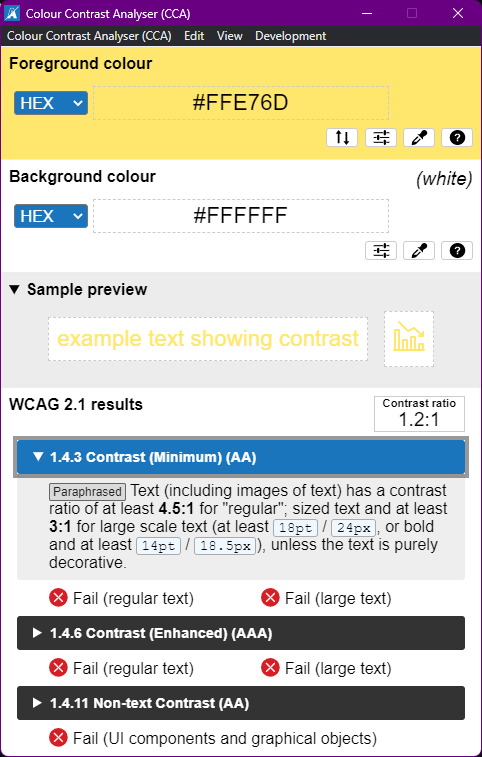 Colour Contrast Analyser (CCA)
Colour Contrast Analyser (CCA) Edit View Development
Foreground colour
HEX #FFE76D
Background colour (white)
HEX #FFFFFF
Sample preview
example text showing contrast
WCAG 2.1 results Contrast ratio
1.2:1
1.4.3 Contrast (Minimum) (AA)
Paraphrased Text (including images of text) has a contrast
ratio of at least 4.5:1 for "regular"; sized text and at least
3:1 for large scale text (at least 18pt / 24px, or bold
and at least 14pt / 18.5px), unless the text is purely
decorative.
Fail (regular text) Fail (large text)
1.4.6 Contrast (Enhanced) (AAA)
Fail (regular text) Fail (large text)
1.4.11 Non-text Contrast (AA)
Fail (UI components and graphical objects)